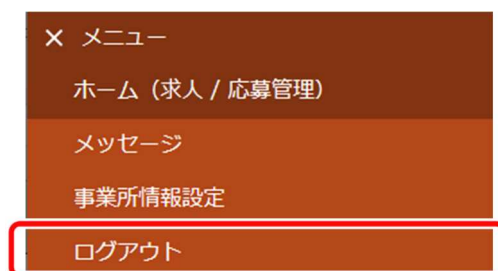 × メニュー
ホーム（求人 / 応募管理）
メッセージ
事業所情報設定
ログアウト